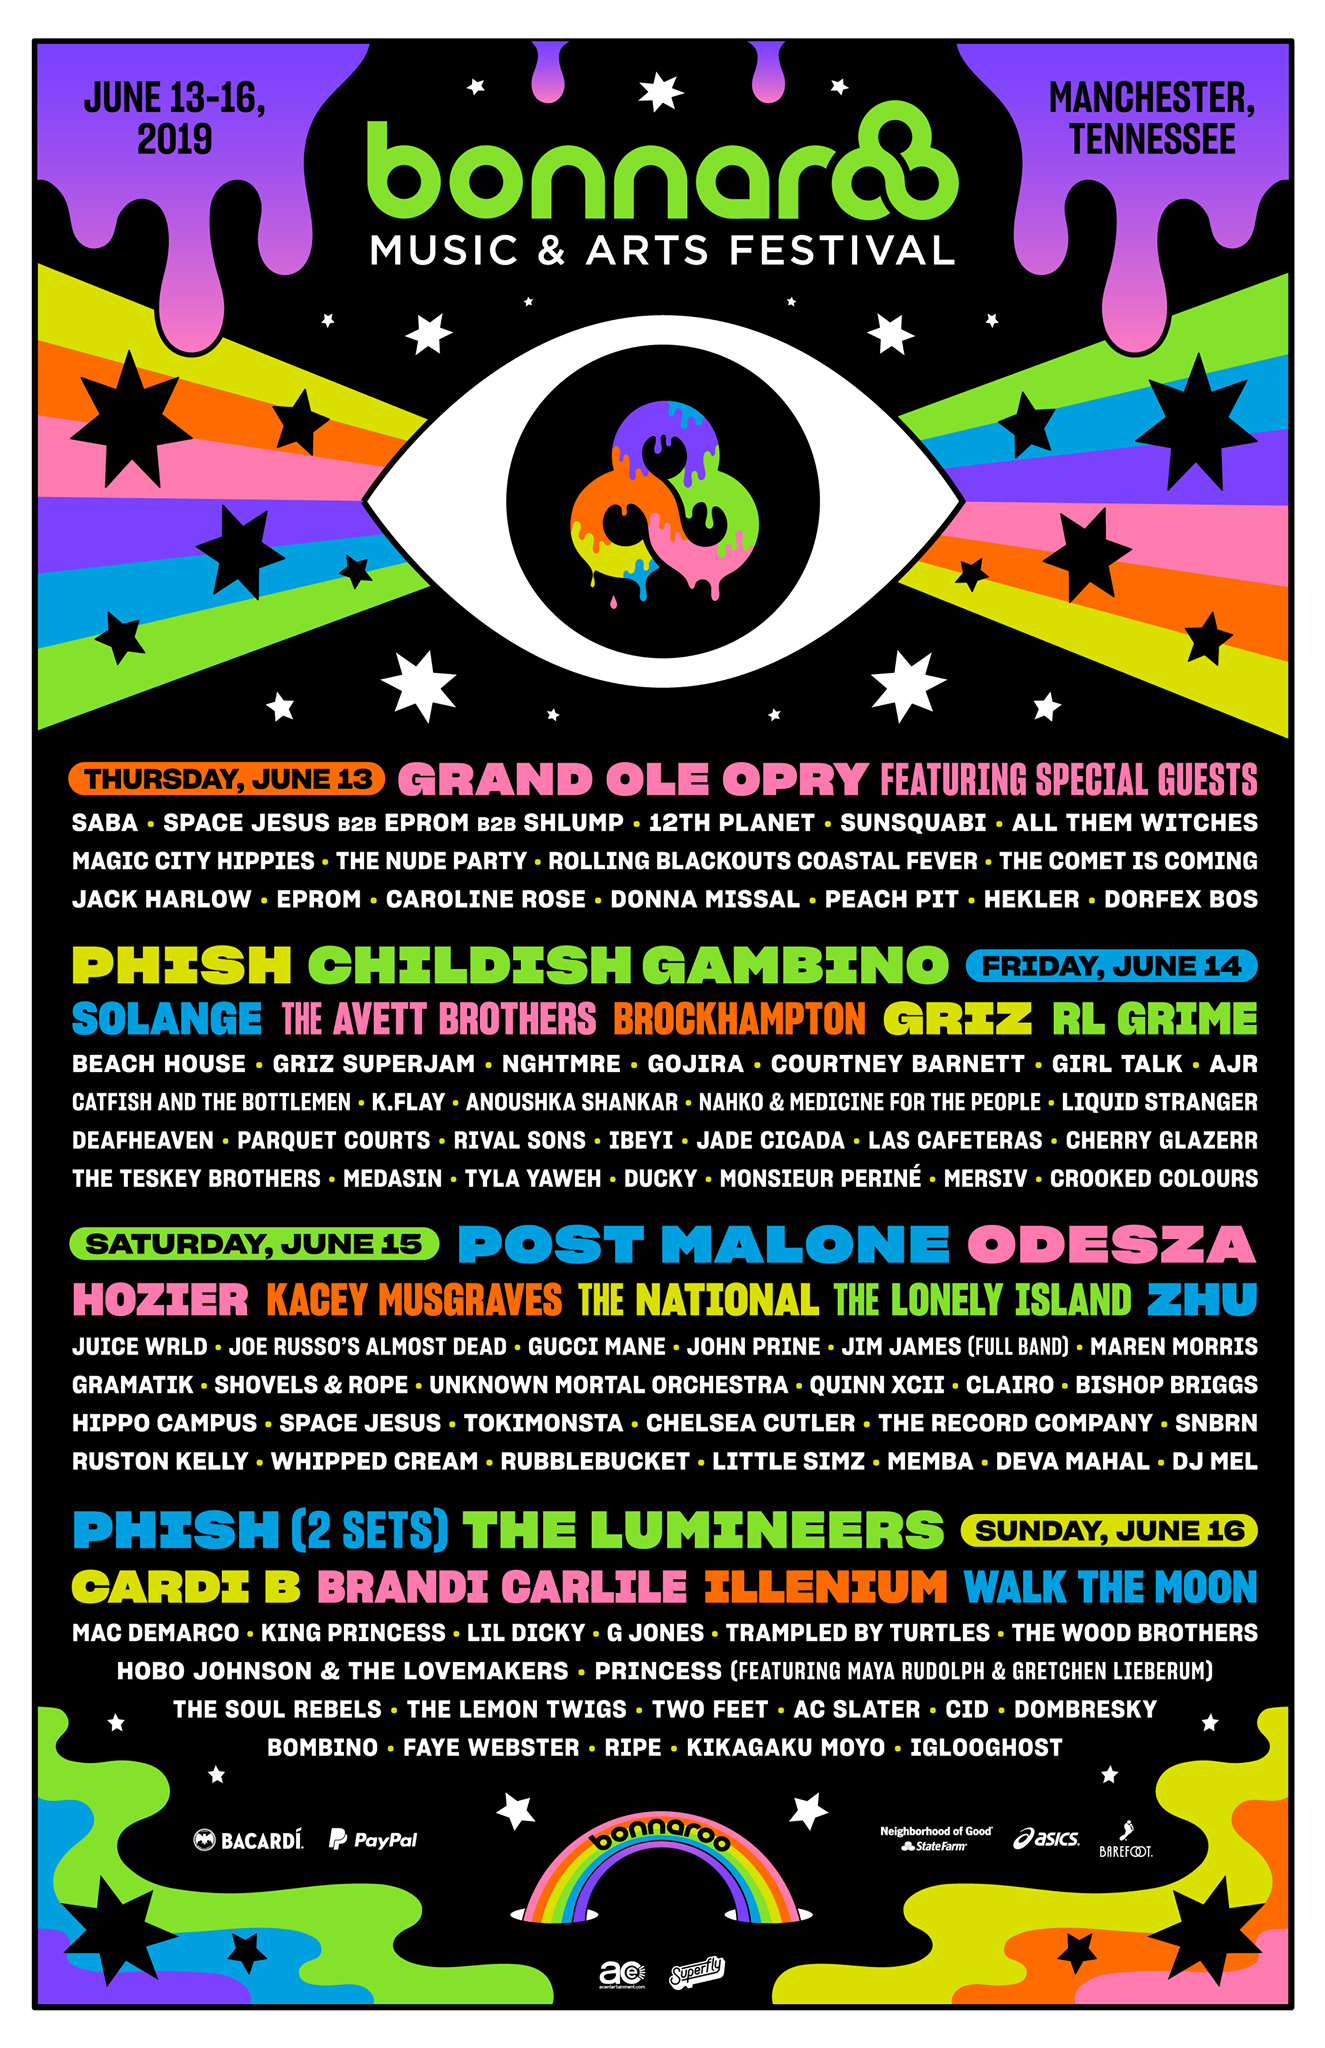 JUNE 13-16,
2019
MANCHESTER,
TENNESSEE
bonnaroo
MUSIC & ARTS FESTIVAL
THURSDAY, JUNE 13 GRAND OLE OPRY FEATURING SPECIAL GUESTS
SABA • SPACE JESUS B2B EPROM B2B SHLUMP • 12TH PLANET • SUNSQUABI • ALL THEM WITCHES
MAGIC CITY HIPPIES • THE NUDE PARTY • ROLLING BLACKOUTS COASTAL FEVER • THE COMET IS COMING
JACK HARLOW • EPROM • CAROLINE ROSE • DONNA MISSAL • PEACH PIT • HEKLER • DORFEX BOS
PHISH CHILDISH GAMBINO FRIDAY, JUNE 14
SOLANGE THE AVETT BROTHERS BROCKHAMPTON GRIZ RL GRIME
BEACH HOUSE • GRIZ SUPERJAM • NGHTMRE • GOJIRA • COURTNEY BARNETT • GIRL TALK • AJR
CATFISH AND THE BOTTLEMEN • K.FLAY • ANOUSHKA SHANKAR • NAHKO & MEDICINE FOR THE PEOPLE • LIQUID STRANGER
DEAFHEAVEN • PARQUET COURTS • RIVAL SONS • IBEYI • JADE CICADA • LAS CAFETERAS • CHERRY GLAZERR
THE TESKEY BROTHERS • MEDASIN • TYLA YAWEH • DUCKY • MONSIEUR PERINÉ • MERSIV • CROOKED COLOURS
SATURDAY, JUNE 15 POST MALONE ODESZA
HOZIER KACEY MUSGRAVES THE NATIONAL THE LONELY ISLAND ZHU
JUICE WRLD • JOE RUSSO'S ALMOST DEAD • GUCCI MANE • JOHN PRINE • JIM JAMES (FULL BAND) • MAREN MORRIS
GRAMATIK • SHOVELS & ROPE • UNKNOWN MORTAL ORCHESTRA • QUINN XCII • CLAIRO • BISHOP BRIGGS
HIPPO CAMPUS • SPACE JESUS • TOKIMONSTA • CHELSEA CUTLER • THE RECORD COMPANY • SNBRN
RUSTON KELLY • WHIPPED CREAM • RUBBLEBUCKET • LITTLE SIMZ • MEMBA • DEVA MAHAL • DJ MEL
PHISH (2 SETS) THE LUMINEERS SUNDAY, JUNE 16
CARDI B BRANDI CARLILE ILLENIUM WALK THE MOON
MAC DEMARCO • KING PRINCESS • LIL DICKY • G JONES • TRAMPLED BY TURTLES • THE WOOD BROTHERS
HOBO JOHNSON & THE LOVEMAKERS • PRINCESS (FEATURING MAYA RUDOLPH & GRETCHEN LIEBERUM)
THE SOUL REBELS • THE LEMON TWIGS • TWO FEET • AC SLATER • CID • DOMBRESKY
BOMBINO • FAYE WEBSTER • RIPE • KIKAGAKU MOYO • IGLOOGHOST
BACARDÍ. PayPal
bonnaroo
Neighborhood of Good®
StateFarm®
asics.
BAREFOOT.
ace
acentertainment.com
Superfly